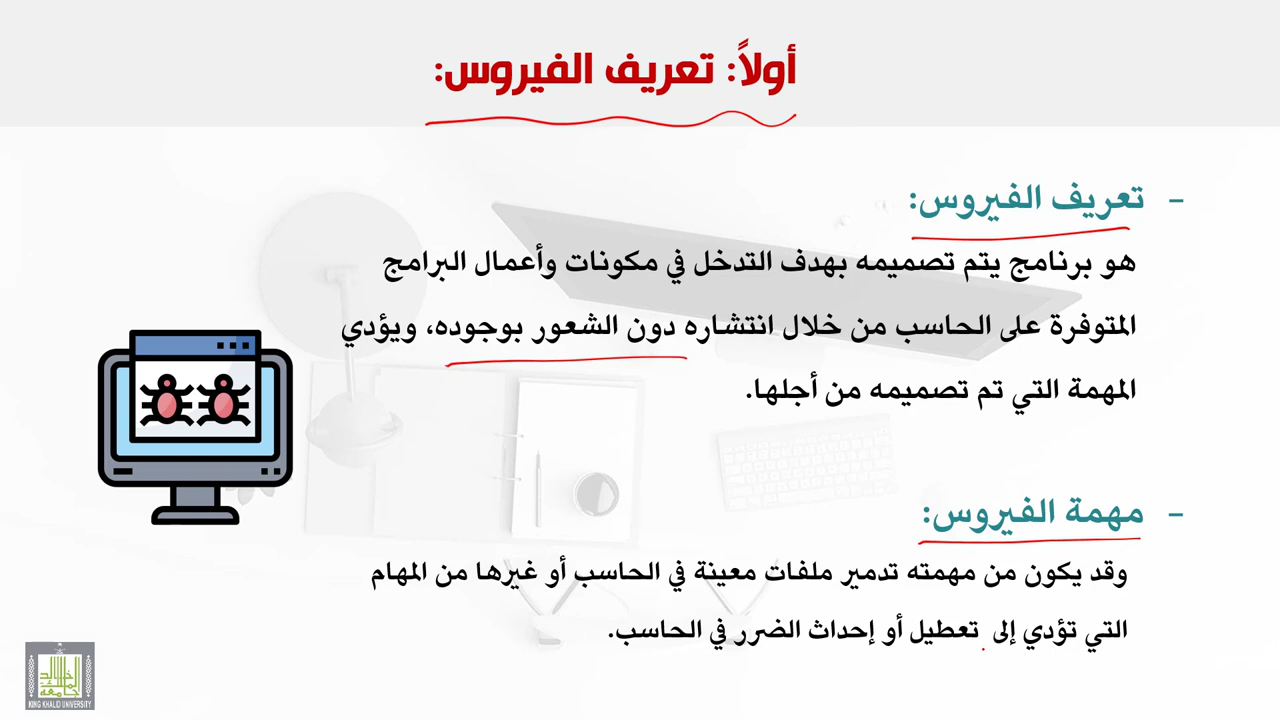 أولاً: تعريف الفيروس:
- تعريف الفيروس:
هو برنامج يتم تصميمه بهدف التدخل في مكونات وأعمال البرامج
المتوفرة على الحاسب من خلال انتشاره دون الشعور بوجوده، ويؤدي
المهمة التي تم تصميمه من أجلها.
- مهمة الفيروس:
وقد يكون من مهمته تدمير ملفات معينة في الحاسب أو غيرها من المهام
التي تؤدي إلى تعطيل أو إحداث الضرر في الحاسب.
جامعة الملك خالد
KING KHALID UNIVERSITY